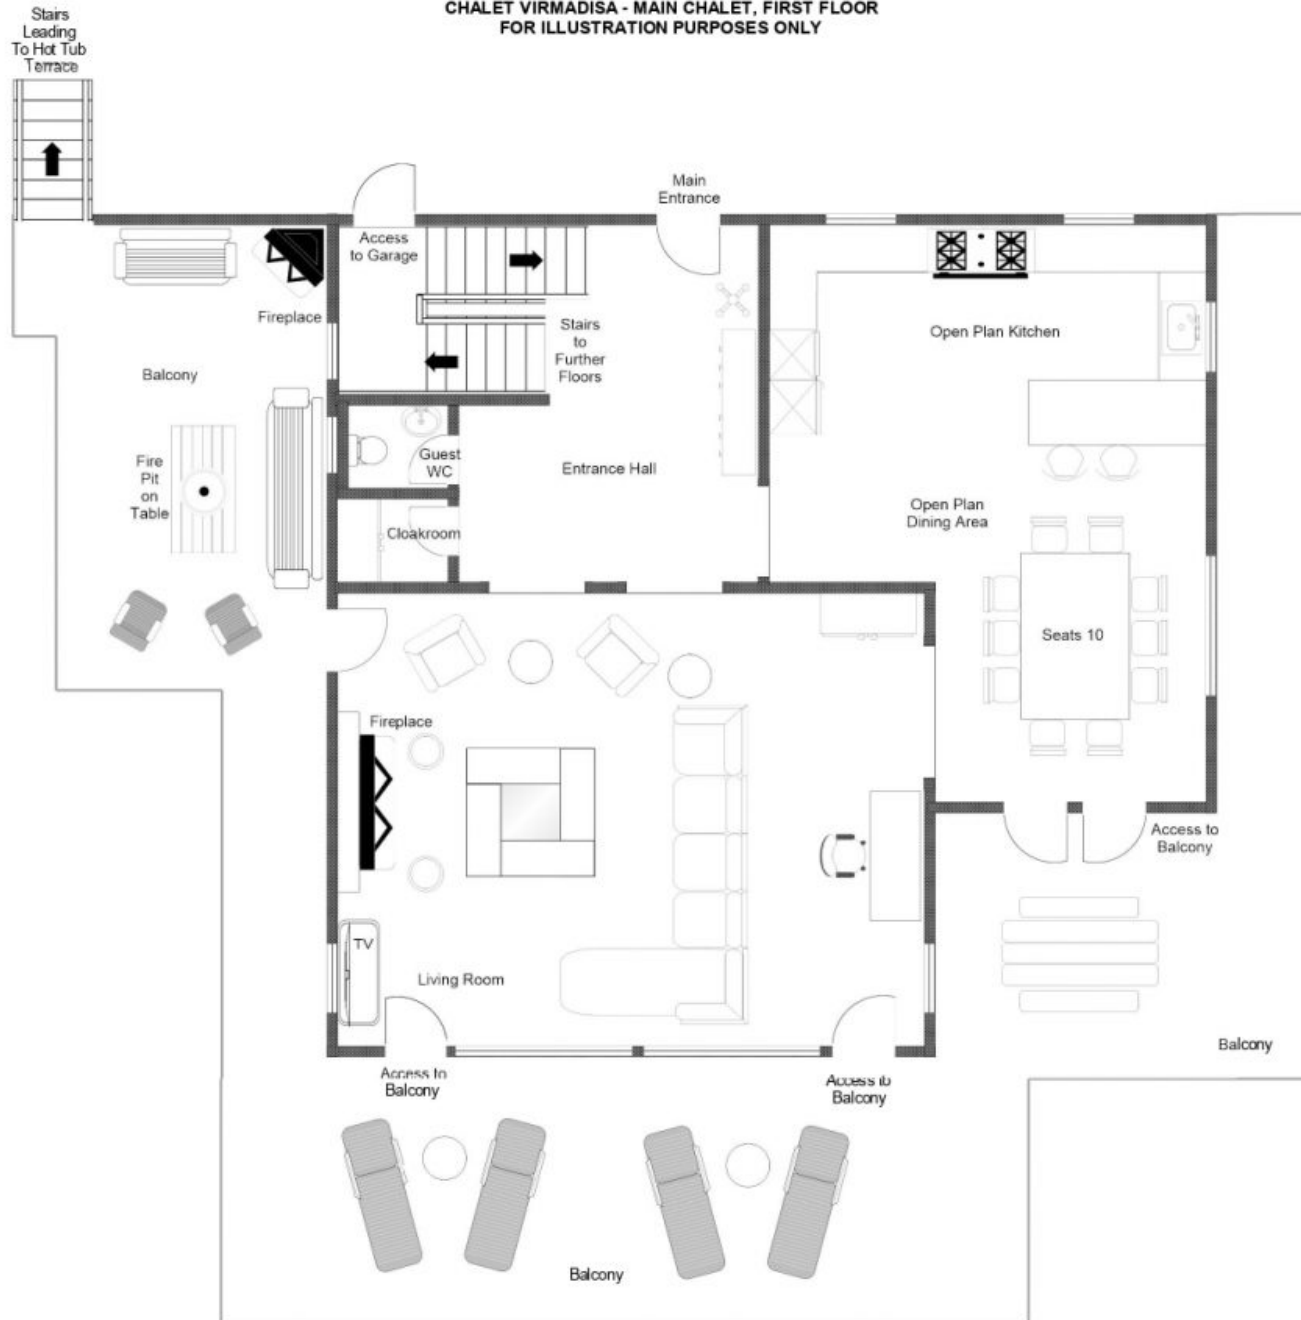 CHALET VIRMADISA - MAIN CHALET, FIRST FLOOR
FOR ILLUSTRATION PURPOSES ONLY
Stairs
Leading
To Hot Tub
Terrace
Main
Entrance
Access
to Garage
Fireplace
Stairs
to
Further
Floors
Open Plan Kitchen
Balcony
Fire
Pit
on
Table
Guest
WC
Entrance Hall
Cloakroom
Open Plan
Dining Area
Seats 10
Fireplace
Access to
Balcony
TV
Living Room
Balcony
Access to
Balcony
Access to
Balcony
Balcony